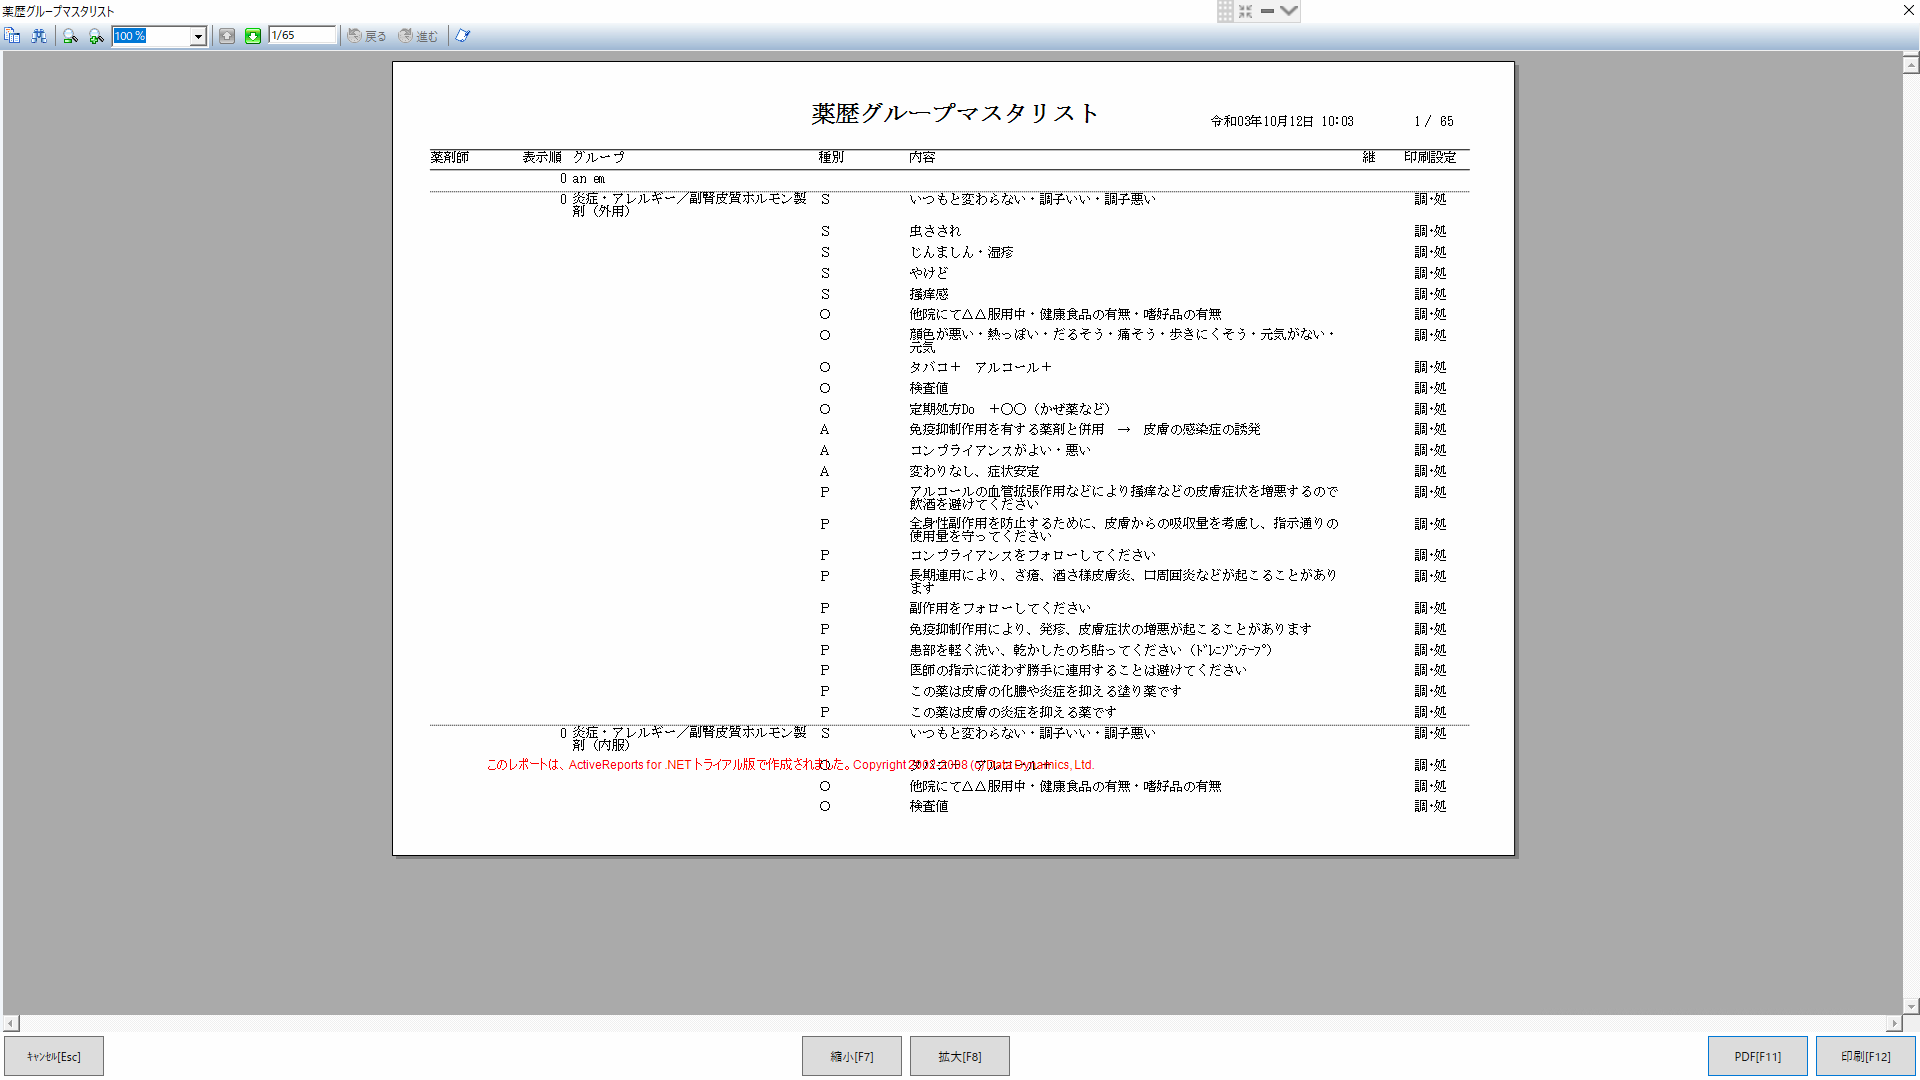 薬歴グループマスタリスト
100 %
1/65
戻る
進む
薬歴グループマスタリスト
令和03年10月12日 10:03 1 / 65
薬剤師 表示順 グループ 種別 内容 継 印刷設定
0 an em
0 炎症・アレルギー／副腎皮質ホルモン製 S いつもと変わらない・調子いい・調子悪い 調・処
剤（外用）
S 虫さされ 調・処
S じんましん・湿疹 調・処
S やけど 調・処
S 掻痒感 調・処
O 他院にて△△服用中・健康食品の有無・嗜好品の有無 調・処
O 顔色が悪い・熱っぽい・だるそう・痛そう・歩きにくそう・元気がない・ 調・処
元気
O タバコ＋　アルコール＋ 調・処
O 検査値 調・処
O 定期処方Do　＋〇〇（かぜ薬など） 調・処
A 免疫抑制作用を有する薬剤と併用　→　皮膚の感染症の誘発 調・処
A コンプライアンスがよい・悪い 調・処
A 変わりなし、症状安定 調・処
P アルコールの血管拡張作用などにより掻痒などの皮膚症状を増悪するので 調・処
飲酒を避けてください
P 全身性副作用を防止するために、皮膚からの吸収量を考慮し、指示通りの 調・処
使用量を守ってください
P コンプライアンスをフォローしてください 調・処
P 長期連用により、ざ瘡、酒さ様皮膚炎、口周囲炎などが起こることがあり 調・処
ます
P 副作用をフォローしてください 調・処
P 免疫抑制作用により、発疹、皮膚症状の増悪が起こることがあります 調・処
P 患部を軽く洗い、乾かしたのち貼ってください（ﾄﾞﾚﾆｿﾞﾝﾃｰﾌﾟ） 調・処
P 医師の指示に従わず勝手に連用することは避けてください 調・処
P この薬は皮膚の化膿や炎症を抑える塗り薬です 調・処
P この薬は皮膚の炎症を抑える薬です 調・処
0 炎症・アレルギー／副腎皮質ホルモン製 S いつもと変わらない・調子いい・調子悪い 調・処
剤（内服）
このレポートは、ActiveReports for .NET トライアル版で作成されました。Copyright 2002-2008 (c) Data Dynamics, Ltd.
O タバコ＋　アルコール＋ 調・処
O 他院にて△△服用中・健康食品の有無・嗜好品の有無 調・処
O 検査値 調・処
ｷｬﾝｾﾙ[Esc]
縮小[F7]
拡大[F8]
PDF[F11]
印刷[F12]